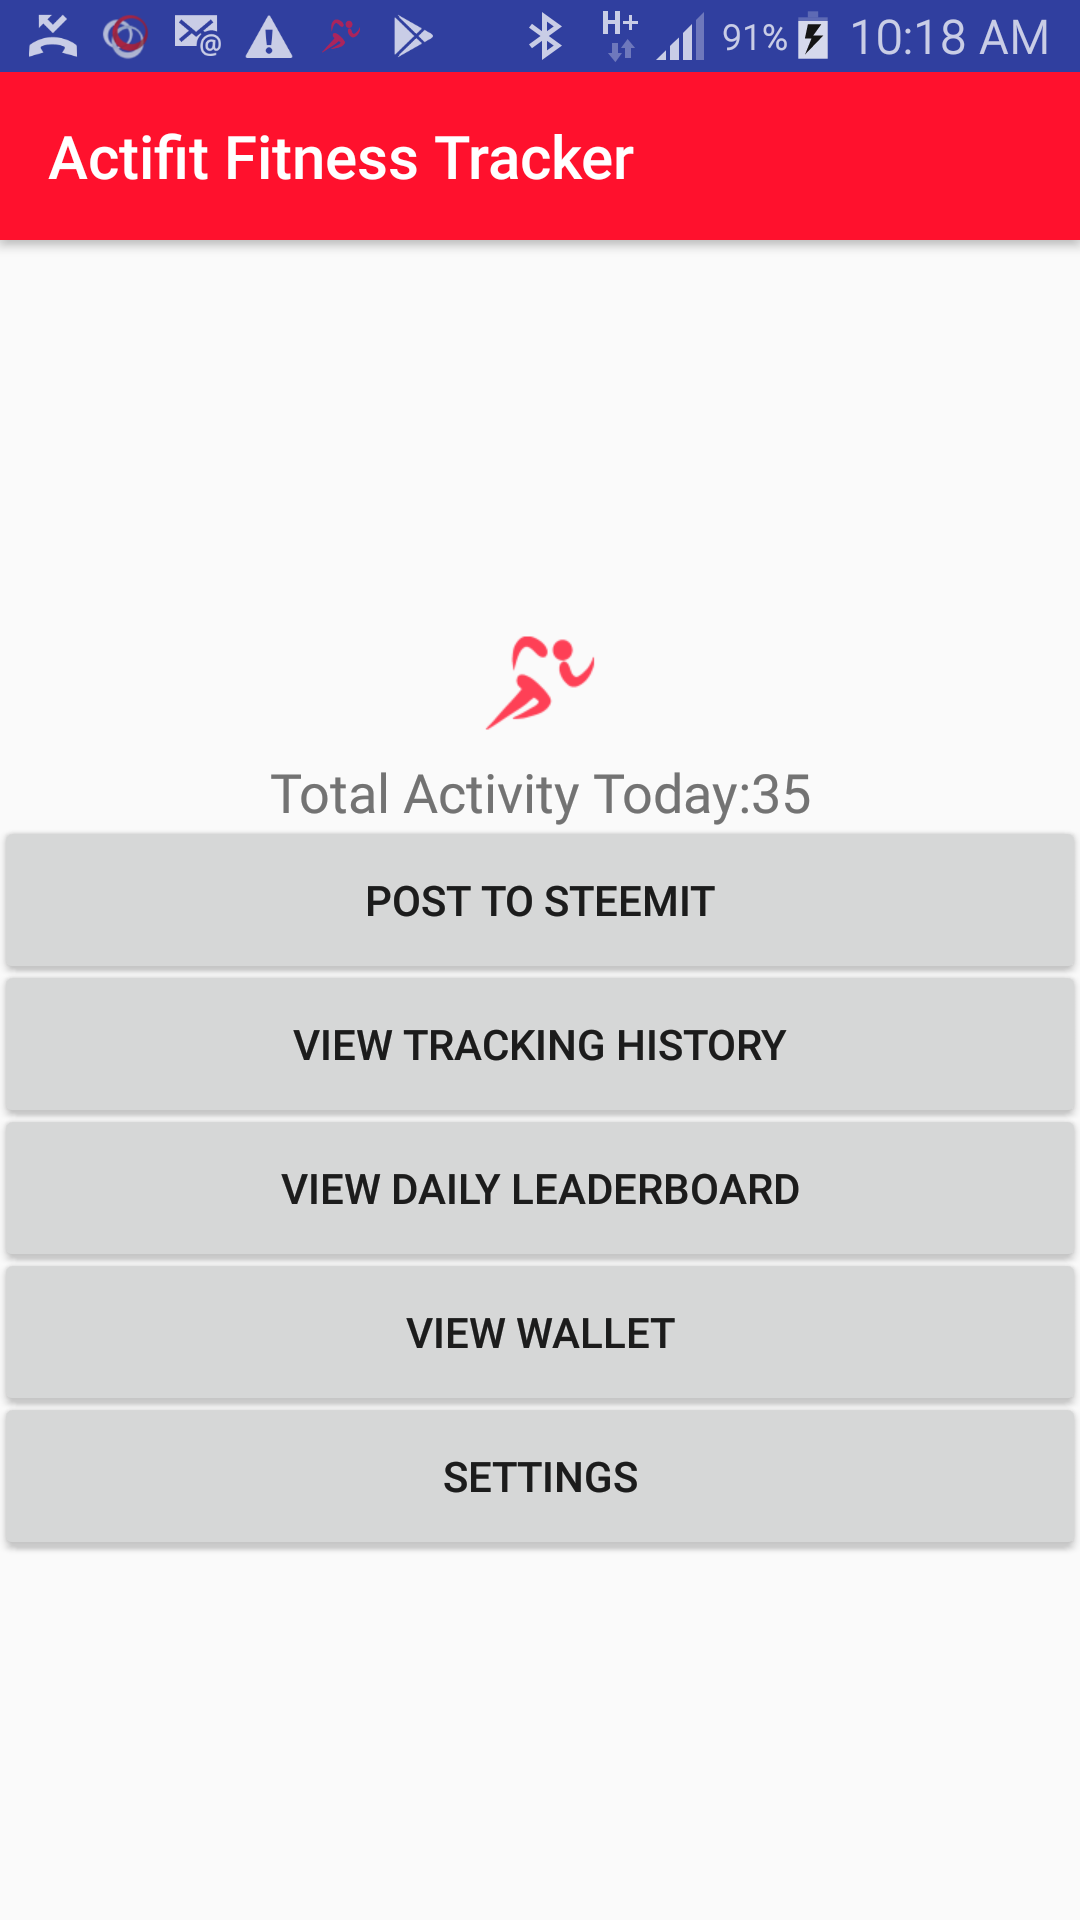 H+ 91% 10:18 AM
Actifit Fitness Tracker
Total Activity Today:35
POST TO STEEMIT
VIEW TRACKING HISTORY
VIEW DAILY LEADERBOARD
VIEW WALLET
SETTINGS